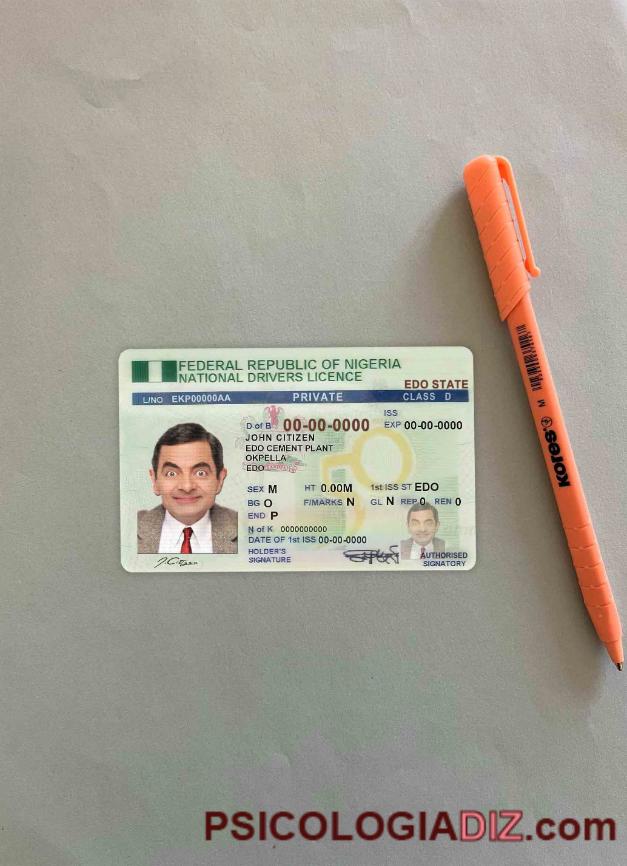 FEDERAL REPUBLIC OF NIGERIA
NATIONAL DRIVERS LICENCE
EDO STATE
L/NO EKP00000AA PRIVATE CLASS D
ISS
D of B 00-00-0000 EXP 00-00-0000
JOHN CITIZEN
EDO CEMENT PLANT
OKPELLA
EDO
SEX M HT 0.00M 1st ISS ST EDO
BG O F/MARKS N GL N REP 0 REN 0
END P
N of K 0000000000
DATE OF 1st ISS 00-00-0000
HOLDER'S
SIGNATURE
AUTHORISED
SIGNATORY
J. Citizen
Kores
M
PSICOLOGIADIZ.com